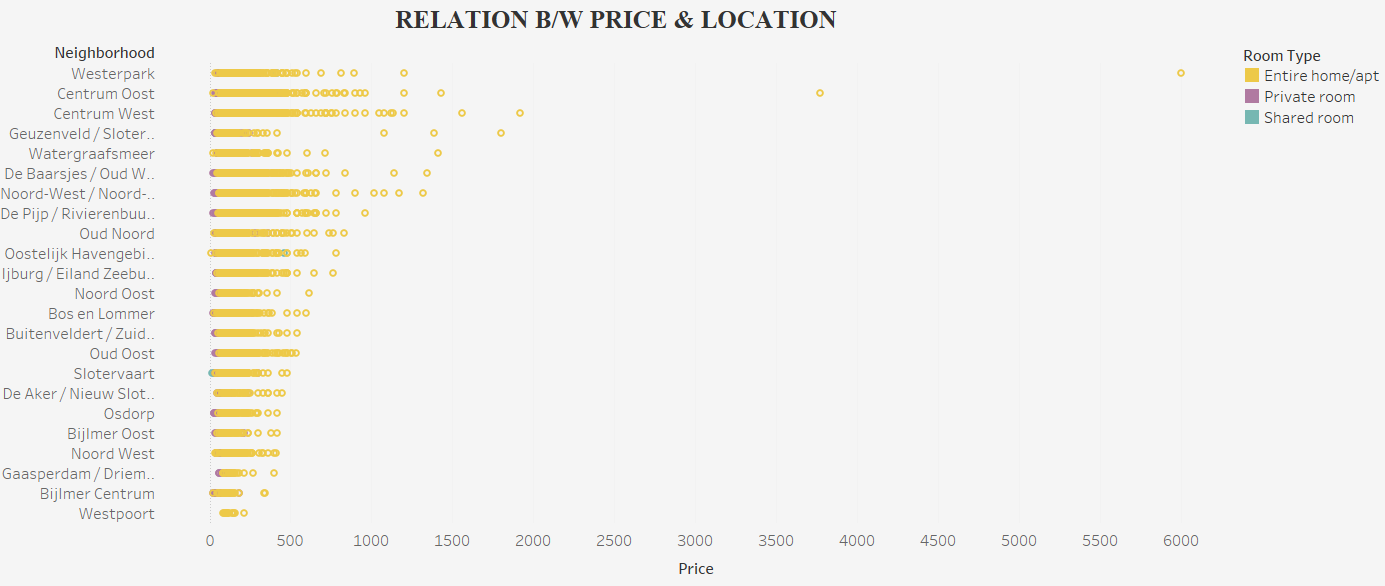 RELATION B/W PRICE & LOCATION
Neighborhood
Westerpark
Centrum Oost
Centrum West
Geuzenveld / Sloter..
Watergraafsmeer
De Baarsjes / Oud W..
Noord-West / Noord-..
De Pijp / Rivierenbuu..
Oud Noord
Oostelijk Havengebi..
Ijburg / Eiland Zeebu..
Noord Oost
Bos en Lommer
Buitenveldert / Zuid..
Oud Oost
Slotervaart
De Aker / Nieuw Slot..
Osdorp
Bijlmer Oost
Noord West
Gaasperdam / Driem..
Bijlmer Centrum
Westpoort
0 500 1000 1500 2000 2500 3000 3500 4000 4500 5000 5500 6000
Price
Room Type
Entire home/apt
Private room
Shared room